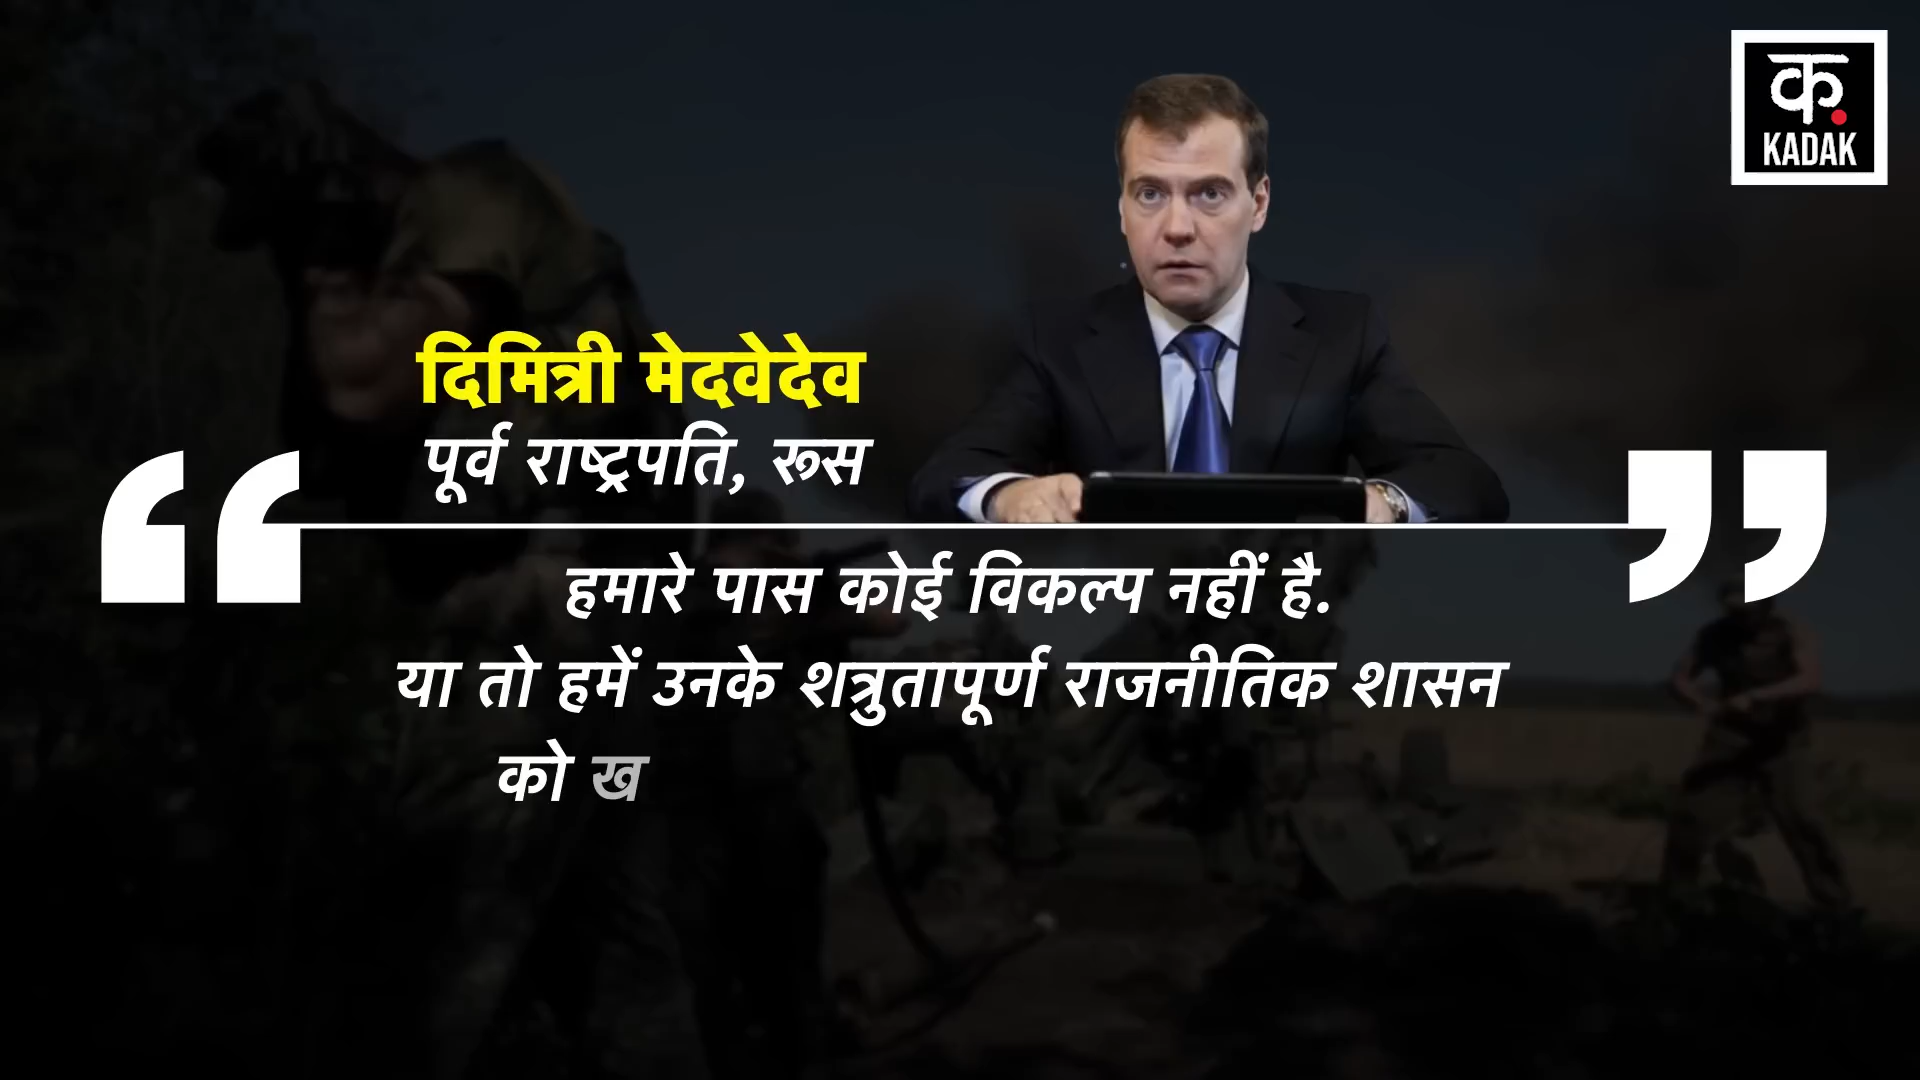 क
KADAK
दिमित्री मेदवेदेव
पूर्व राष्ट्रपति, रूस
हमारे पास कोई विकल्प नहीं है.
या तो हमें उनके शत्रुतापूर्ण राजनीतिक शासन
को ख